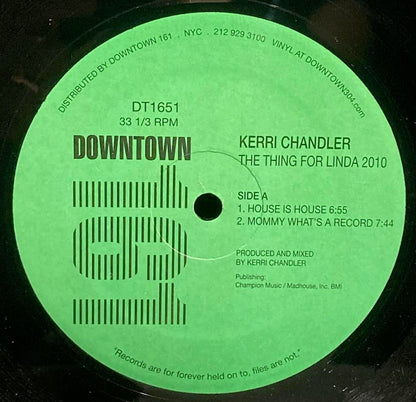 DISTRIBUTED BY DOWNTOWN 161 . NYC . 212 929 3100 . VINYL AT DOWNTOWN304.com
DT1651
33 1/3 RPM
DOWNTOWN
161
KERRI CHANDLER
THE THING FOR LINDA 2010
SIDE A
1. HOUSE IS HOUSE 6:55
2. MOMMY WHAT'S A RECORD 7:44
PRODUCED AND MIXED
BY KERRI CHANDLER
Publishing:
Champion Music / Madhouse, Inc. BMI
"Records are for forever held on to, files are not."